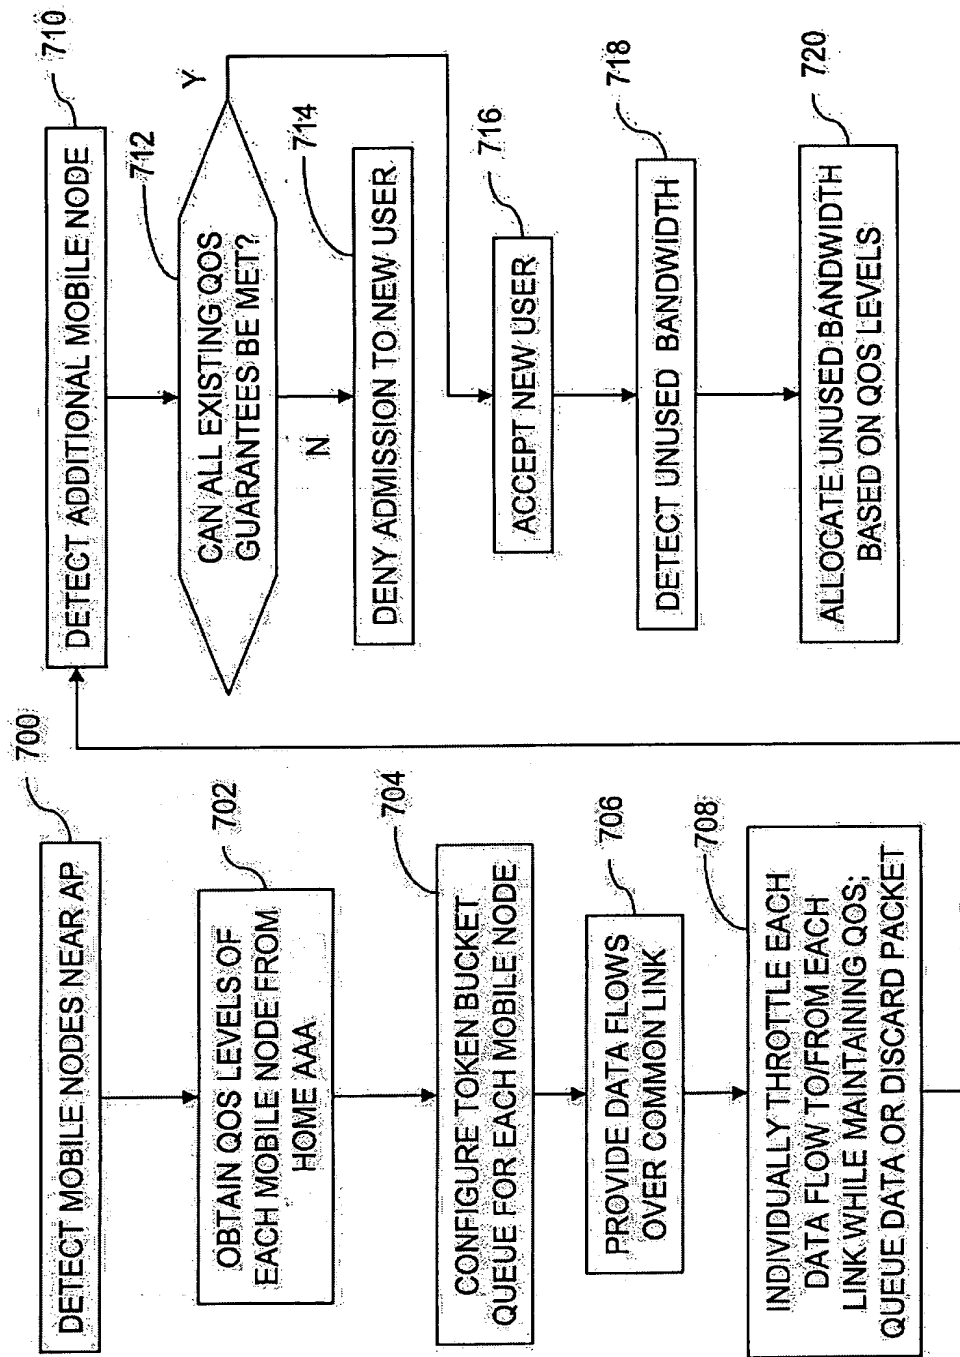 DETECT MOBILE NODES NEAR AP
700
OBTAIN QOS LEVELS OF
EACH MOBILE NODE FROM
HOME AAA
702
CONFIGURE TOKEN BUCKET
QUEUE FOR EACH MOBILE NODE
704
PROVIDE DATA FLOWS
OVER COMMON LINK
706
INDIVIDUALLY THROTTLE EACH
DATA FLOW TO/FROM EACH
LINK WHILE MAINTAINING QOS;
QUEUE DATA OR DISCARD PACKET
708
DETECT ADDITIONAL MOBILE NODE
710
CAN ALL EXISTING QOS
GUARANTEES BE MET?
712
Y
N
DENY ADMISSION TO NEW USER
714
ACCEPT NEW USER
716
DETECT UNUSED BANDWIDTH
718
ALLOCATE UNUSED BANDWIDTH
BASED ON QOS LEVELS
720